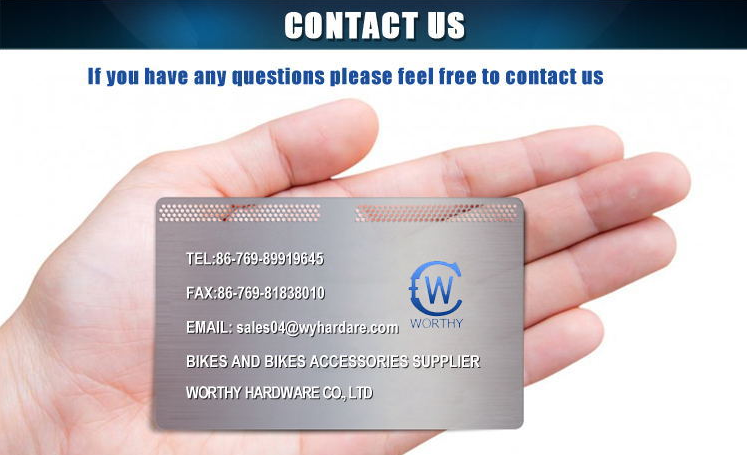 CONTACT US
If you have any questions please feel free to contact us
TEL:86-769-89919645
FAX:86-769-81838010
EMAIL: sales04@wyhardare.com
W
WORTHY
BIKES AND BIKES ACCESSORIES SUPPLIER
WORTHY HARDWARE CO., LTD